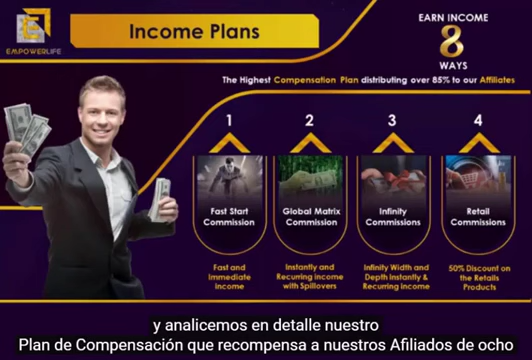 EMPOWERLIFE
Income Plans
EARN INCOME
8
WAYS
The Highest Compensation Plan distributing over 85% to our Affiliates
1
Fast Start
Commission
Fast and
Immediate
income
2
Global Matrix
Commission
Instantly and
Recurring income
with Spillovers
3
Infinity
Commissions
Infinity Width and
Depth Instantly &
Recurring income
4
Retail
Commissions
50% Discount on
the Retails
Products
y analicemos en detalle nuestro
Plan de Compensación que recompensa a nuestros Afiliados de ocho